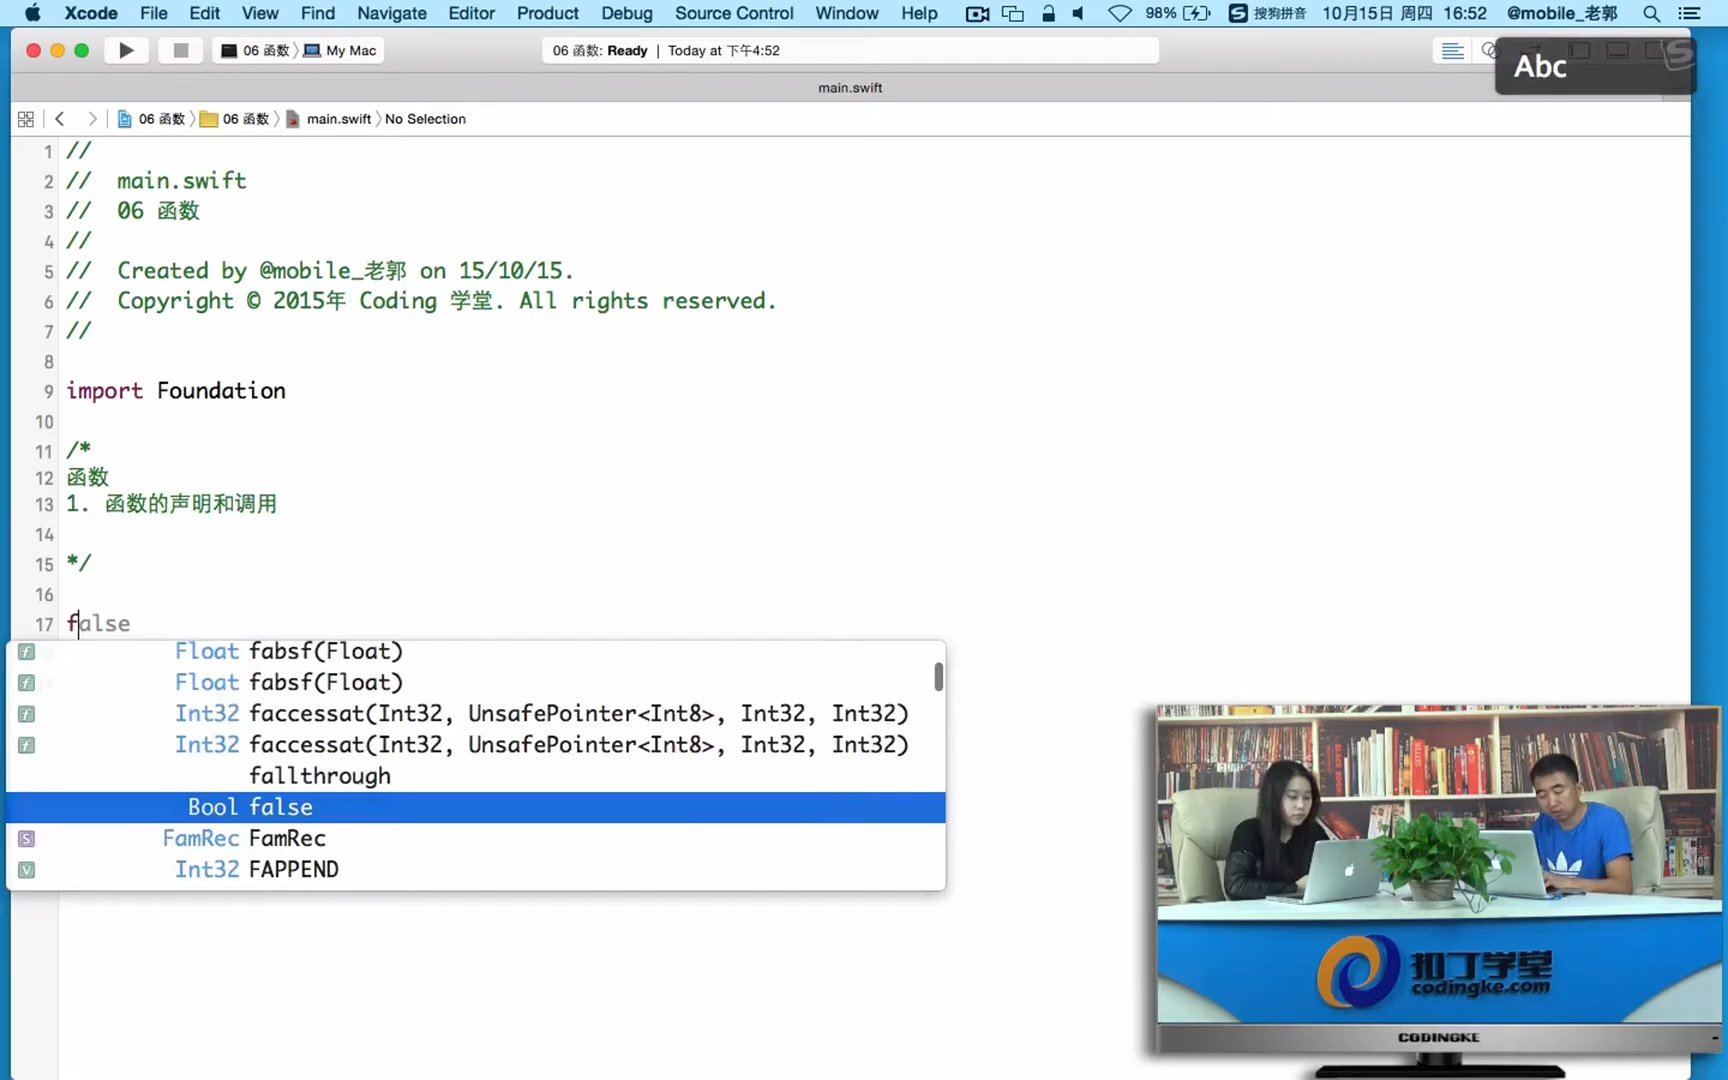 Xcode File Edit View Find Navigate Editor Product Debug Source Control Window Help 98% 搜狗拼音 10月15日 周四 16:52 @mobile_老郭
06 函数 My Mac
06 函数: Ready | Today at 下午4:52
Abc
main.swift
06 函数 06 函数 main.swift No Selection
1 //
2 // main.swift
3 // 06 函数
4 //
5 // Created by @mobile_老郭 on 15/10/15.
6 // Copyright © 2015年 Coding 学堂. All rights reserved.
7 //
8
9 import Foundation
10
11 /*
12 函数
13 1. 函数的声明和调用
14
15 */
16
17 false
f Float fabsf(Float)
f Float fabsf(Float)
f Int32 faccessat(Int32, UnsafePointer<Int8>, Int32, Int32)
f Int32 faccessat(Int32, UnsafePointer<Int8>, Int32, Int32)
fallthrough
Bool false
S FamRec FamRec
V Int32 FAPPEND
扣丁学堂
codingke.com
CODINGKE